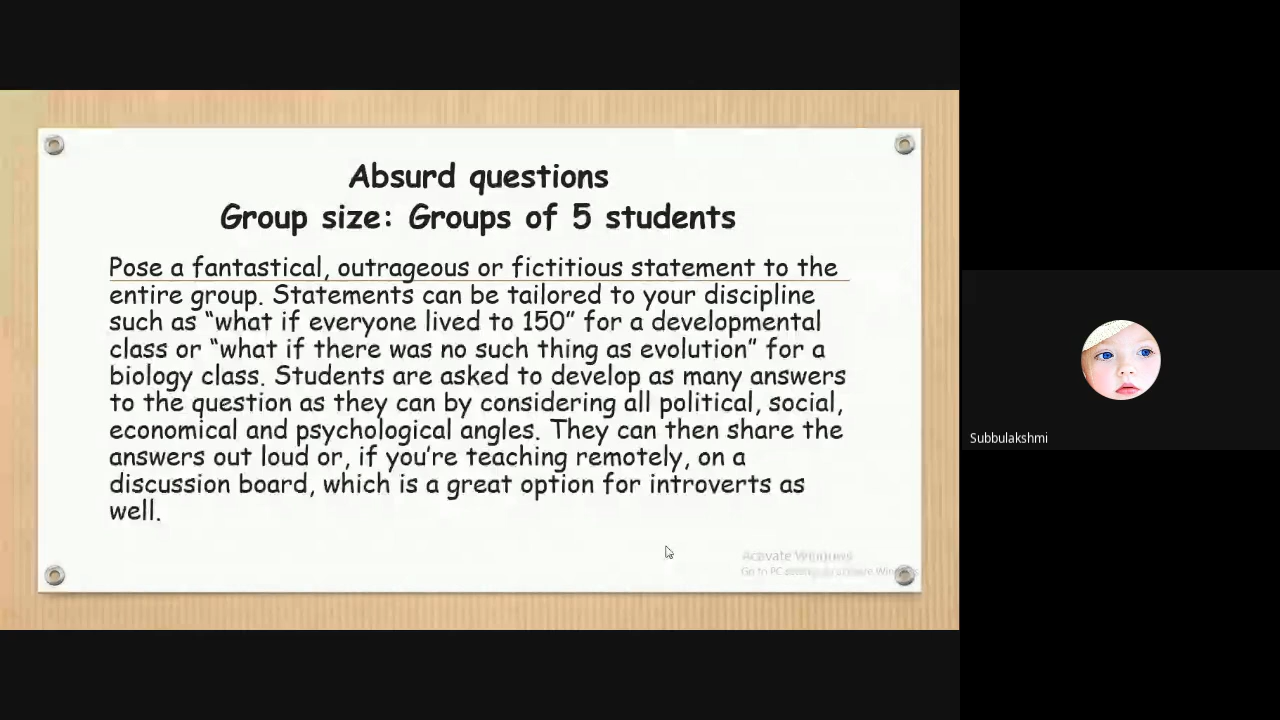 Absurd questions
Group size: Groups of 5 students
Pose a fantastical, outrageous or fictitious statement to the
entire group. Statements can be tailored to your discipline
such as “what if everyone lived to 150” for a developmental
class or “what if there was no such thing as evolution” for a
biology class. Students are asked to develop as many answers
to the question as they can by considering all political, social,
economical and psychological angles. They can then share the
answers out loud or, if you’re teaching remotely, on a
discussion board, which is a great option for introverts as
well.
Activate Windows
Go to PC
Subbulakshmi